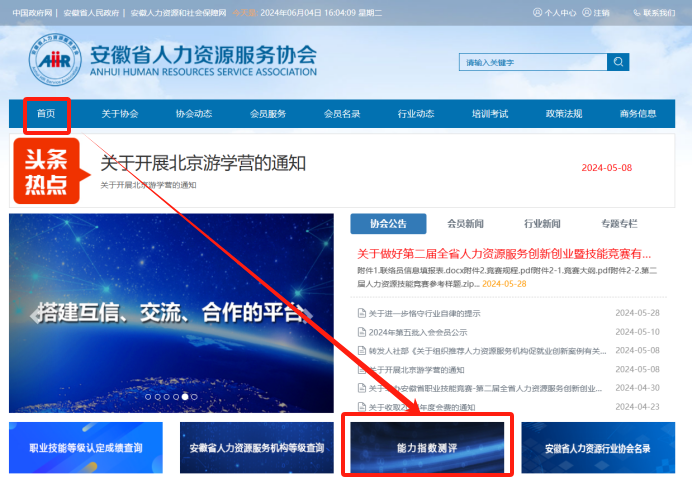 中国政府网 | 安徽省人民政府 | 安徽人力资源和社会保障网 今天是 2024年06月04日 16:04:09 星期二 个人中心 注销 联系我们
安徽省人力资源服务协会
ANHUI HUMAN RESOURCES SERVICE ASSOCIATION
请输入关键字
首页 关于协会 协会动态 会员服务 会员名录 行业动态 培训考试 政策法规 商务信息
头条
热点
关于开展北京游学营的通知
2024-05-08
关于开展北京游学营的通知
搭建互信、交流、合作的平台
协会公告 会员新闻 行业新闻 专题专栏
关于做好第二届全省人力资源服务创新创业暨技能竞赛有...
附件1.联络员信息填报表.docx附件2.竞赛规程.pdf附件2-1.竞赛大纲.pdf附件2-2.第二
届人力资源技能竞赛参考样题.zip... 2024-05-28
关于进一步恪守行业自律的提示 2024-05-28
2024年第五批入会会员公示 2024-05-10
转发人社部《关于组织推荐人力资源服务机构促就业创新案例有关... 2024-05-08
关于开展北京游学营的通知 2024-05-08
关于 办安徽省职业技能竞赛-第二届全省人力资源服务创新创业... 2024-04-30
关于收取2 年度会费的通知 2024-04-23
职业技能等级认定成绩查询
安徽省人力资源服务机构等级查询
能力指数测评
安徽省人力资源行业协会名录